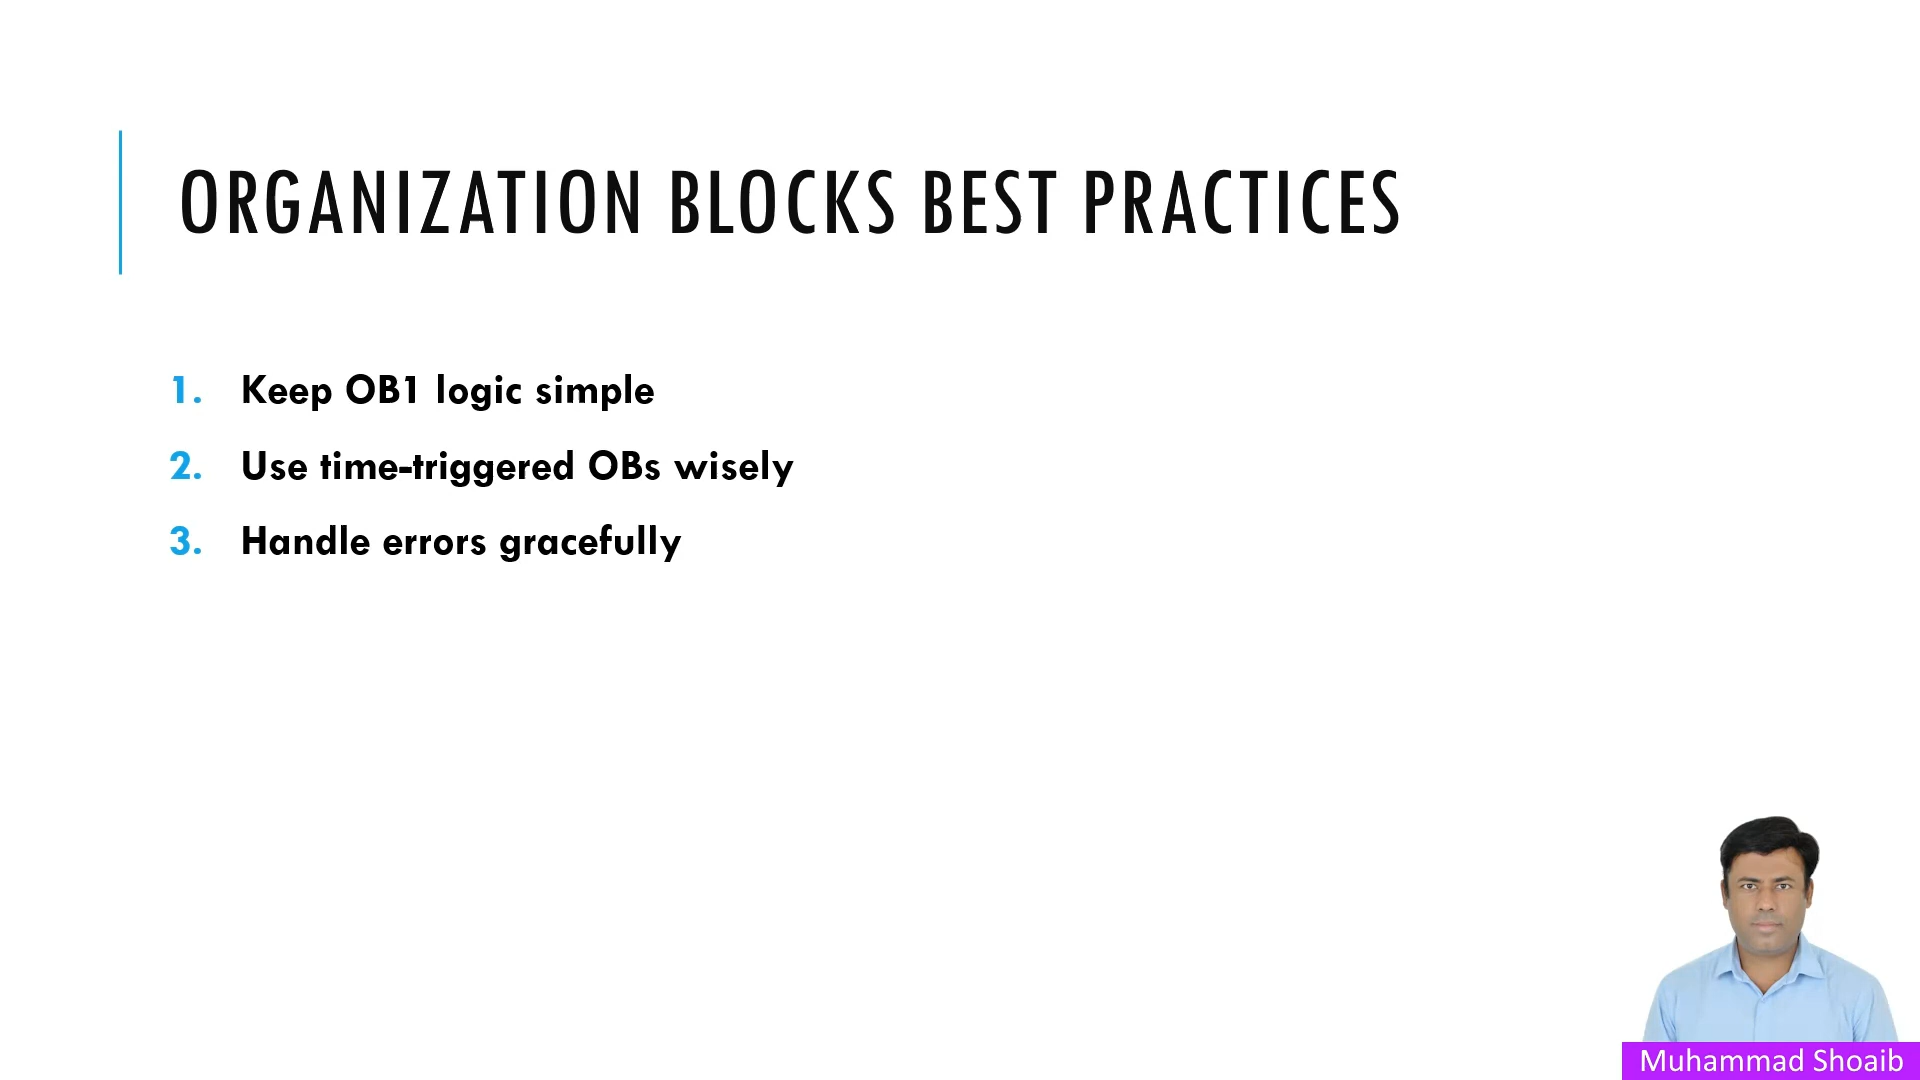 ORGANIZATION BLOCKS BEST PRACTICES
1. Keep OB1 logic simple
2. Use time-triggered OBs wisely
3. Handle errors gracefully
Muhammad Shoaib